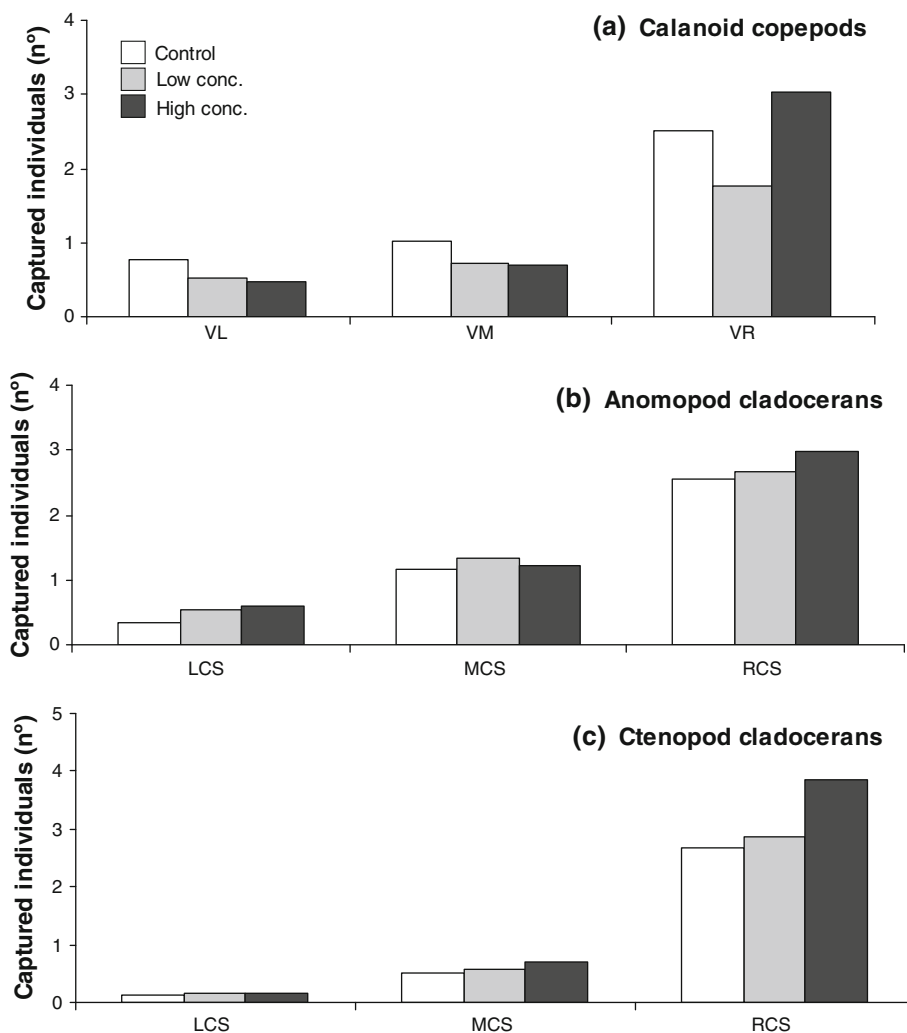 (a) Calanoid copepods
Captured individuals (nº)
4
3
2
1
0
Control
Low conc.
High conc.
VL
VM
VR
(b) Anomopod cladocerans
Captured individuals (nº)
4
3
2
1
0
LCS
MCS
RCS
(c) Ctenopod cladocerans
Captured individuals (nº)
5
4
3
2
1
0
LCS
MCS
RCS